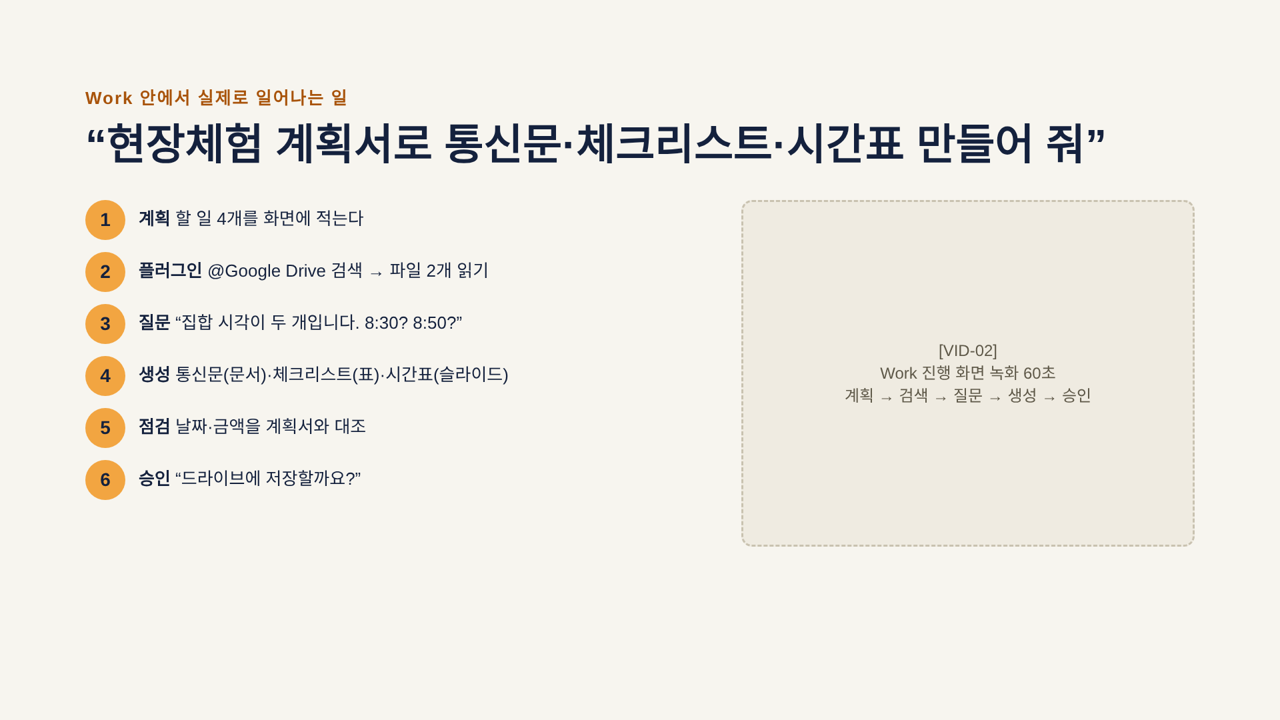 Work 안에서 실제로 일어나는 일
“현장체험 계획서로 통신문·체크리스트·시간표 만들어 줘”
1 계획 할 일 4개를 화면에 적는다
2 플러그인 @Google Drive 검색 → 파일 2개 읽기
3 질문 “집합 시각이 두 개입니다. 8:30? 8:50?”
4 생성 통신문(문서)·체크리스트(표)·시간표(슬라이드)
5 점검 날짜·금액을 계획서와 대조
6 승인 “드라이브에 저장할까요?”
[VID-02]
Work 진행 화면 녹화 60초
계획 → 검색 → 질문 → 생성 → 승인